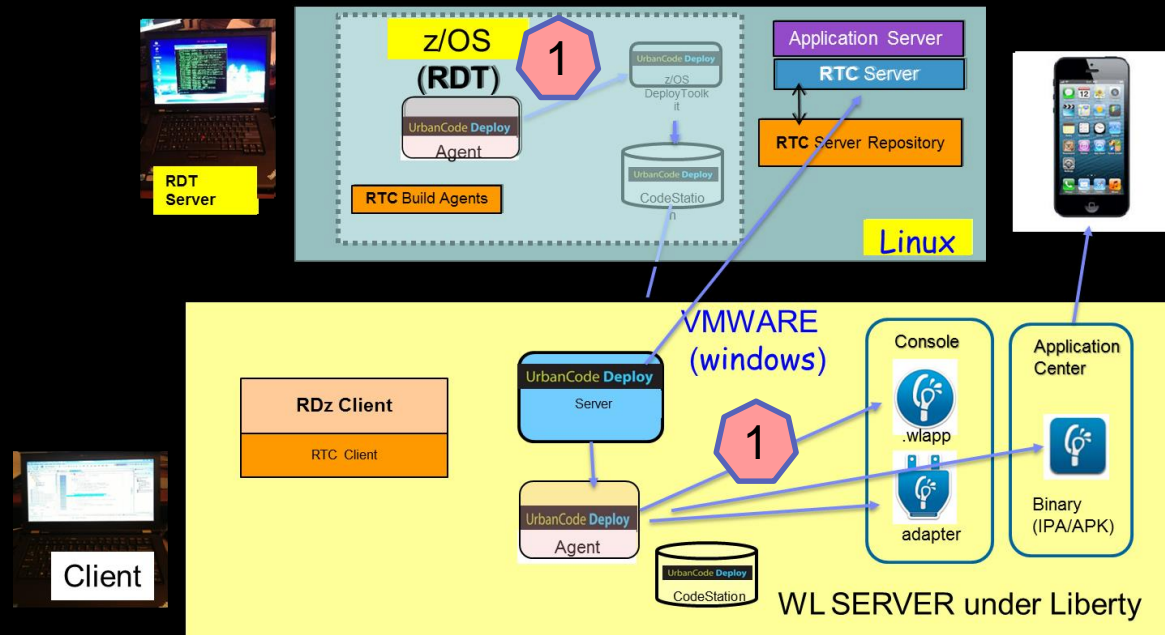 z/OS
(RDT)
1
UrbanCode Deploy
z/OS
DeployToolk
it
Application Server
RTC Server
UrbanCode Deploy
Agent
RTC Server Repository
UrbanCode Deploy
CodeStatio
n
RDT
Server
RTC Build Agents
Linux
VMWARE
(windows)
Console
Application
Center
UrbanCode Deploy
Server
RDz Client
RTC Client
1
.wlapp
UrbanCode Deploy
Agent
adapter
Binary
(IPA/APK)
Client
UrbanCode Deploy
CodeStation
WL SERVER under Liberty